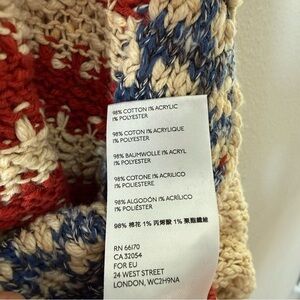 98% COTTON 1% ACRYLIC
1% POLYESTER
98% COTON 1% ACRYLIQUE
1% POLYESTER
98% BAUMWOLLE 1% ACRYL
1% POLYESTER
98% COTONE 1% ACRILICO
1% POLIESTERE
98% ALGODÓN 1% ACRÍLICO
1% POLIÉSTER
98% 棉花 1% 丙烯酸 1% 聚酯纖維
RN 66170
CA 32054
FOR EU
24 WEST STREET
LONDON, WC2H9NA